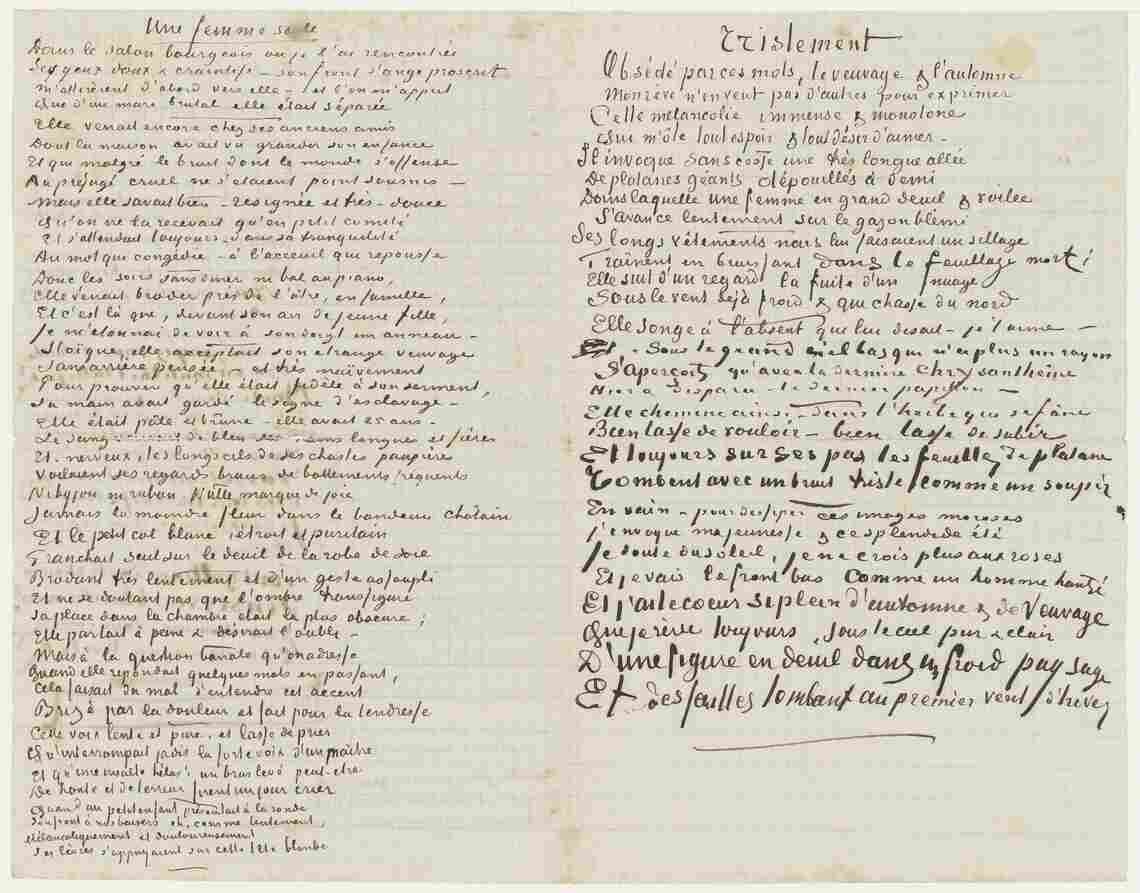 Une femme seule
Dans le salon bourgeois ou je l'ai rencontrée
Ses yeux doux & craintifs – son front d'ange proscrit
m'attirèrent d'abord vers elle – et l'on m'apprit
Que d'une mari brutal elle était séparée
Elle venait encore chez ses anciens amis
Dont la maison avait vu grandir son enfance
Et qui malgré le bruit dont le monde s'offense
Au préjugé cruel ne s'étaient point soumis –
Mais elle savait bien – résignée et très-douce
Qu'on ne la recevait qu'en petit comité
Et s'attendait toujours dans sa tranquilité
Au mot qui congédie – à l'acceuil qui repousse
Donc les soirs sans diner ni bal au piano,
Elle venait broder près de l'âtre, en famille,
Et c'est là que, devant son air de jeune fille,
Je m'étonnai de voir à son doigt un anneau –
Stoïque, elle acceptait son étrange veuvage
Sans arrière pensée – et très naïvement
Pour prouver qu'elle était fidèle à son serment,
Sa main avait gardé le signe d'esclavage –
Elle était pâle et brune – elle avait 25 ans –
Le sang de bleu ses mains longues et fières
Et, nerveux, les longs cils de ses chastes paupières
Voilaient ses regards bruns de battements fréquents
Ni bijou ni ruban. Nulle marque de joie
Jamais la moindre fleur dans le bandeau châtain
Et le petit col blanc, étroit et puritain
Tranchait seul sur le deuil de la robe de soie
Brodant très lentement et d'un geste assoupli
Et ne se doutant pas que l'ombre transfigure
Sa place dans la chambre était la plus obscure ;
Elle parlait à peine & désirait l'oubli –
Mais à la question banale qu'on adresse
Quand elle répondait quelques mots en passant,
Cela faisait du mal d'entendre cet accent
Brisé par la douleur et fait pour la tendresse
Cette voix lente et pure, et lasse de prier
Qu'interrompait jadis la forte voix d'un maître
Et qu'une insulte hélas ! un bras levé peut-être
De honte et de terreur firent un jour crier
Quand un petit enfant présentait à la ronde
Son front à nos baisers oh, comme lentement,
Mélancoliquement et douloureusement
Ses lèvres s'appuyaient sur cette tête blonde
Tristement
Obsédé par ces mots, le veuvage & l'automne
Mon rêve n'en veut pas d'autres pour exprimer
Cette mélancolie immense & monotone
Qui m'ôte tout espoir & tout désir d'aimer –
Il invoque sans cesse une très longue allée
De platanes géants dépouillés à demi
Dans laquelle une femme en grand deuil & voilée
S'avance lentement sur le gazon blêmi
Ses longs vêtements noirs lui faisaient un sillage
Traînent en bruissant dans le feuillage mort ;
Elle suit d'un regard la fuite d'un nuage
Sous le vent déjà froid & que chasse du nord
Elle songe à l'absent que lui disait – je t'aime –
Et – Sous le grand ciel bas qui n'a plus un rayon
S'aperçoit qu'avec la dernière chrysanthème
Hier a disparu – le dernier papillon –
Elle chemine ainsi – dans l'herbe qui se fâne
Bien lasse de vouloir – bien lasse de subir
Et toujours sur ses pas les feuilles de platane
Tombent avec un bruit triste comme un soupir
En vain – pour dissiper ces images moroses
j'invoque ma jeunesse & ce splendide été
Je doute du soleil, je ne crois plus aux roses
Et je vais le front bas comme un homme hanté
Et j'ai le coeur si plein d'automne & de veuvage
Que je rêve toujours, sous le ciel pur & clair
D'une figure en deuil dans un froid paysage
Et des feuilles tombant au premier vent d'hiver